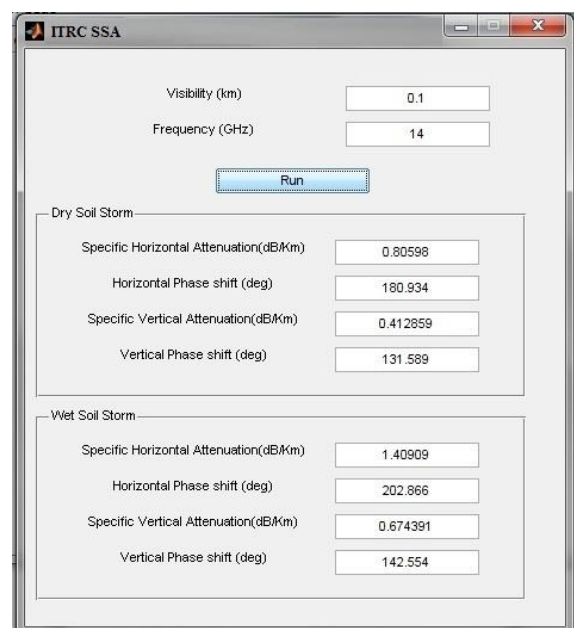 ITRC SSA
Visibility (km) 0.1
Frequency (GHz) 14
Run
Dry Soil Storm
Specific Horizontal Attenuation(dB/Km) 0.80598
Horizontal Phase shift (deg) 180.934
Specific Vertical Attenuation(dB/Km) 0.412859
Vertical Phase shift (deg) 131.589
Wet Soil Storm
Specific Horizontal Attenuation(dB/Km) 1.40909
Horizontal Phase shift (deg) 202.866
Specific Vertical Attenuation(dB/Km) 0.674391
Vertical Phase shift (deg) 142.554